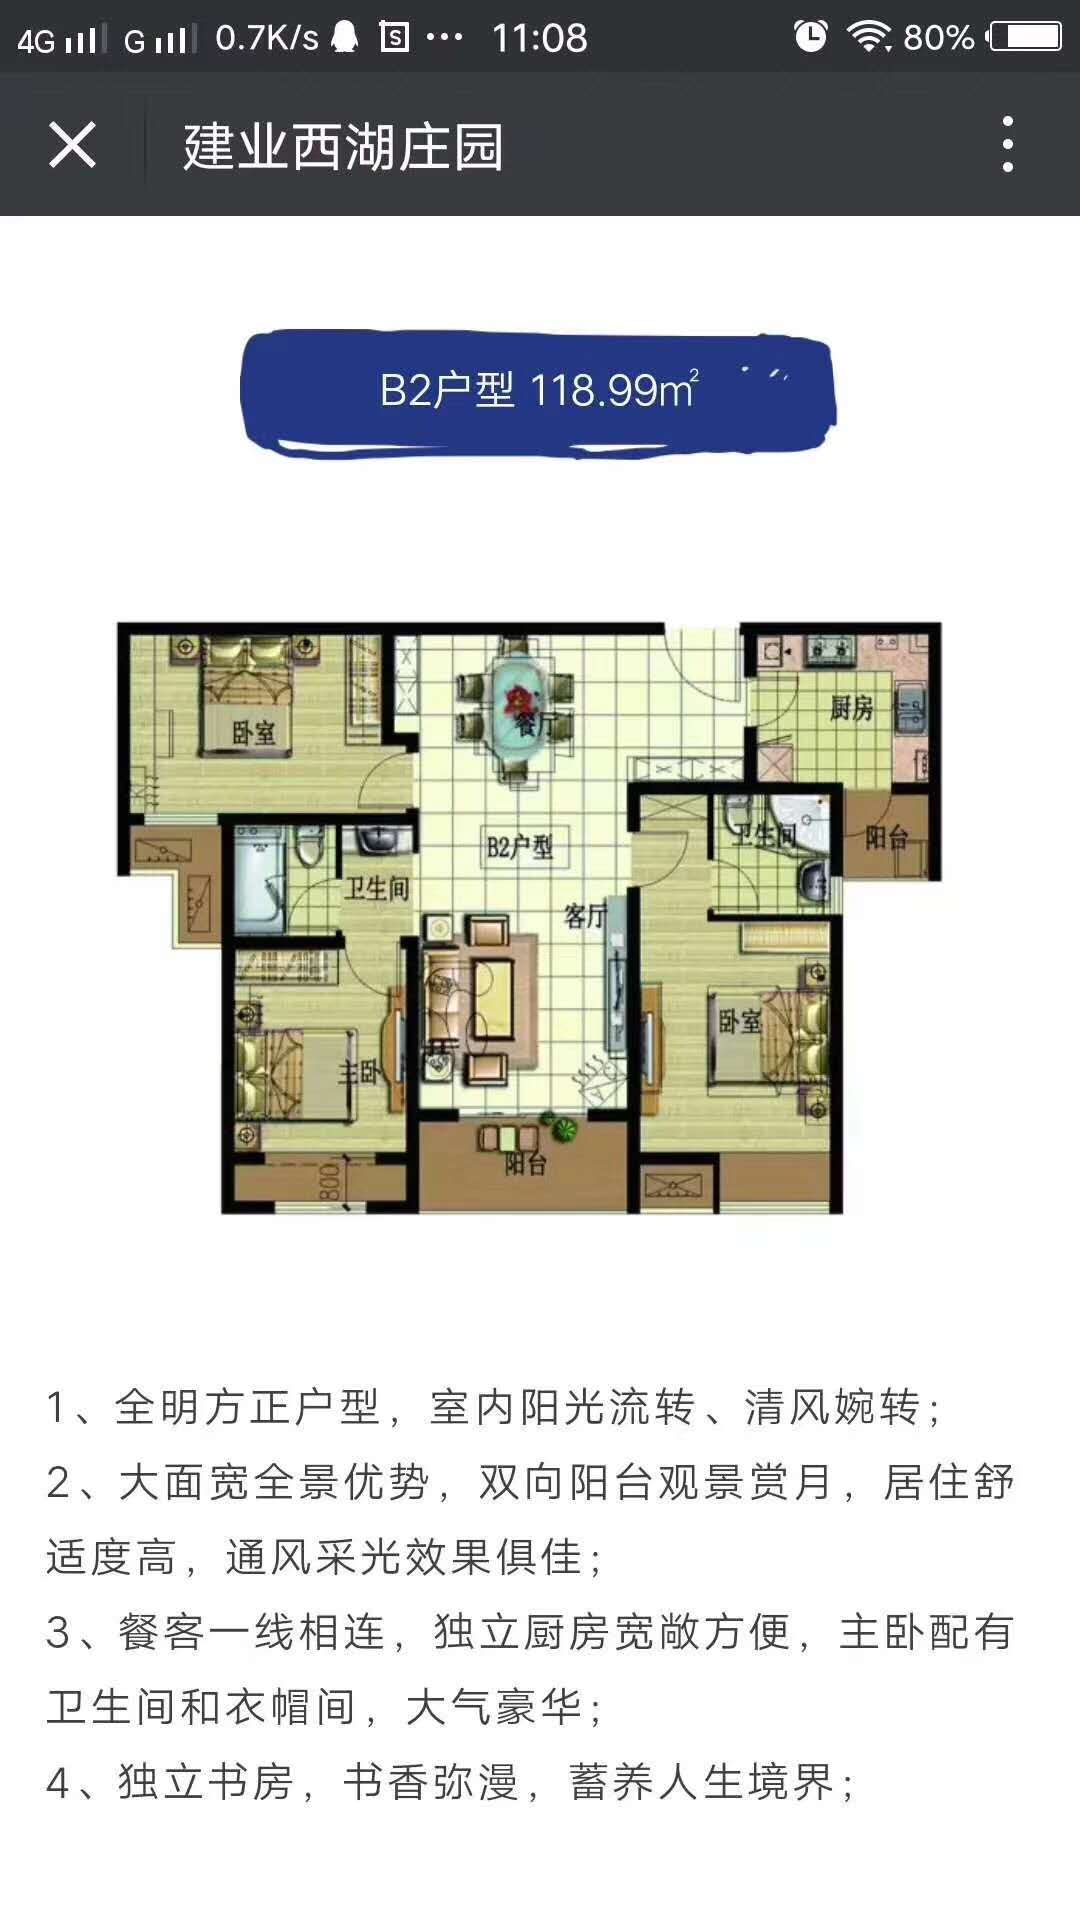 4G G 0.7K/s S ··· 11:08 80%
建业西湖庄园
B2户型 118.99㎡
卧室
餐厅
厨房
B2户型
卫生间
阳台
卫生间
客厅
卧室
主卧
阳台
800
1、全明方正户型，室内阳光流转、清风婉转；
2、大面宽全景优势，双向阳台观景赏月，居住舒
适度高，通风采光效果俱佳；
3、餐客一线相连，独立厨房宽敞方便，主卧配有
卫生间和衣帽间，大气豪华；
4、独立书房，书香弥漫，蓄养人生境界；